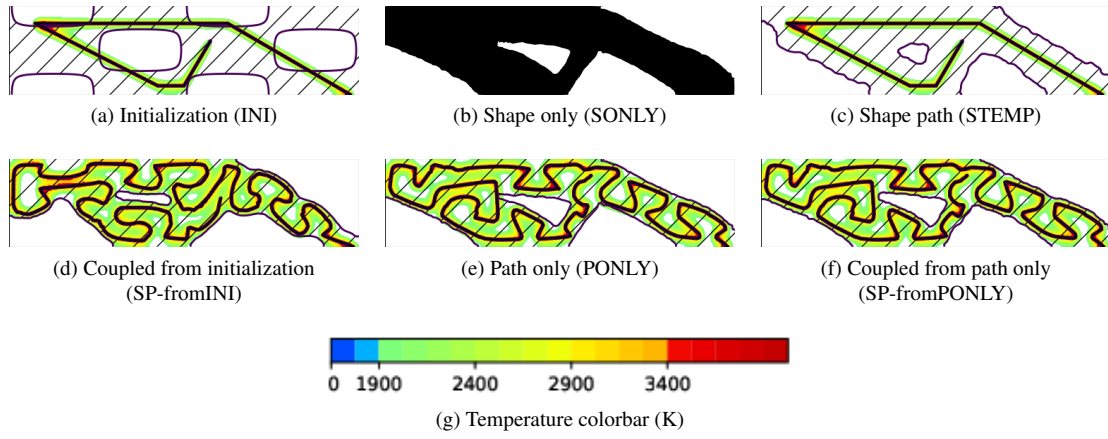 (a) Initialization (INI)
(b) Shape only (SONLY)
(c) Shape path (STEMP)
(d) Coupled from initialization
(SP-fromINI)
(e) Path only (PONLY)
(f) Coupled from path only
(SP-fromPONLY)
0 1900 2400 2900 3400
(g) Temperature colorbar (K)